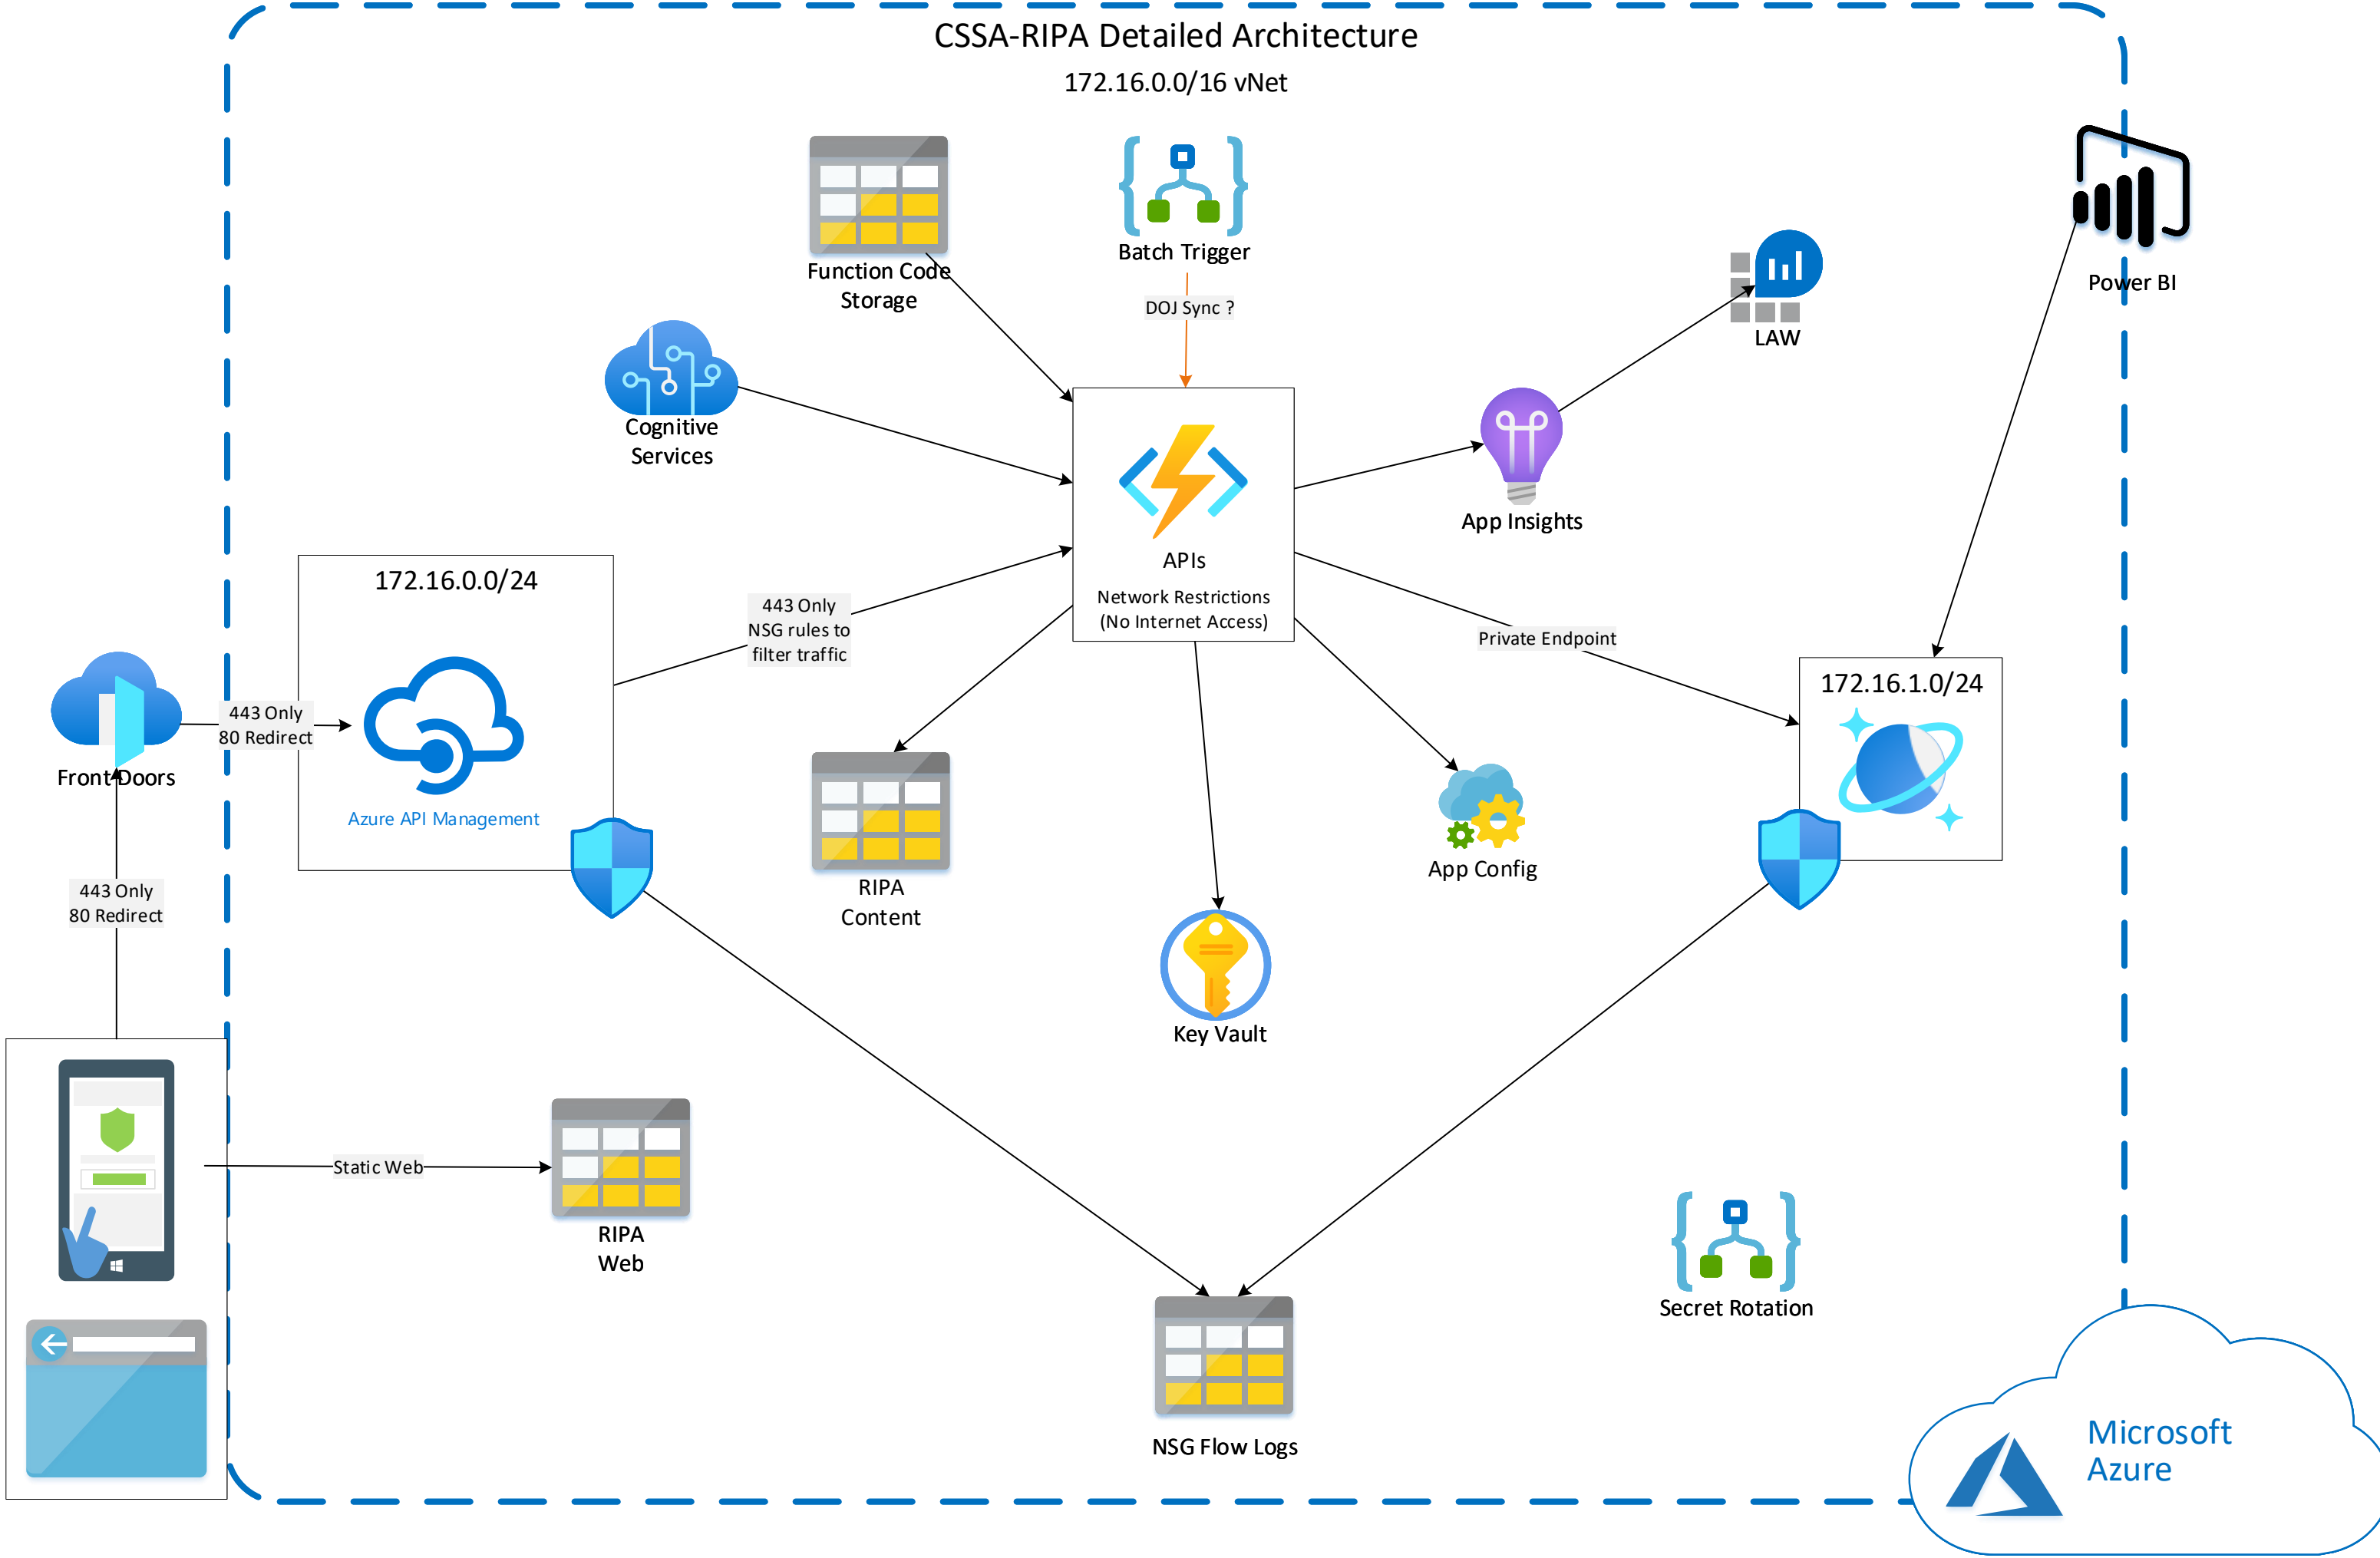 CSSA-RIPA Detailed Architecture
172.16.0.0/16 vNet
Function Code
Storage
Batch Trigger
DOJ Sync ?
Power BI
LAW
Cognitive
Services
App Insights
APIs
Network Restrictions
(No Internet Access)
172.16.0.0/24
443 Only
NSG rules to
filter traffic
Private Endpoint
172.16.1.0/24
443 Only
80 Redirect
Front Doors
Azure API Management
443 Only
80 Redirect
RIPA
Content
App Config
Key Vault
Static Web
RIPA
Web
Secret Rotation
NSG Flow Logs
Microsoft
Azure